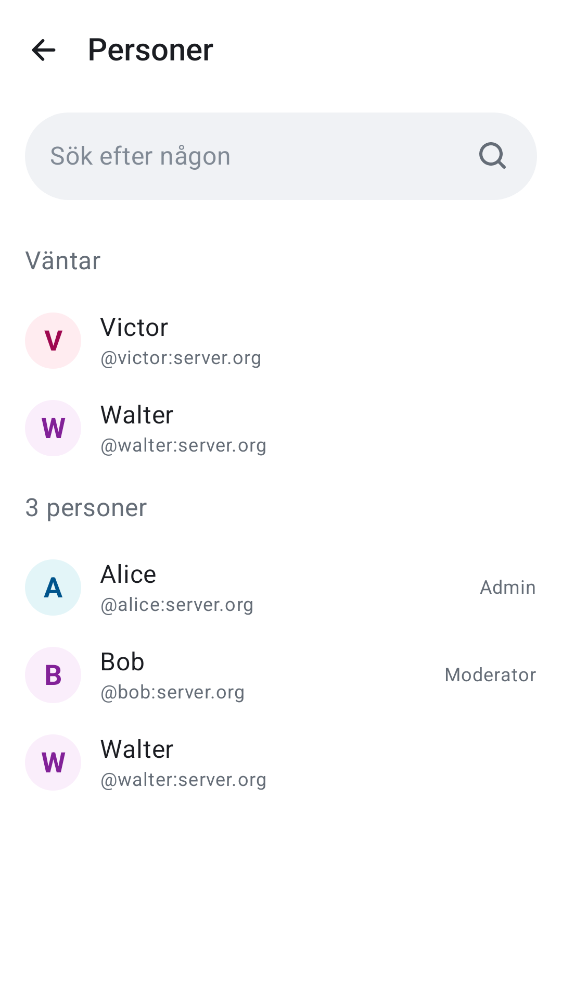 Personer
Sök efter någon
Väntar
V
Victor
@victor:server.org
W
Walter
@walter:server.org
3 personer
A
Alice
@alice:server.org
Admin
B
Bob
@bob:server.org
Moderator
W
Walter
@walter:server.org